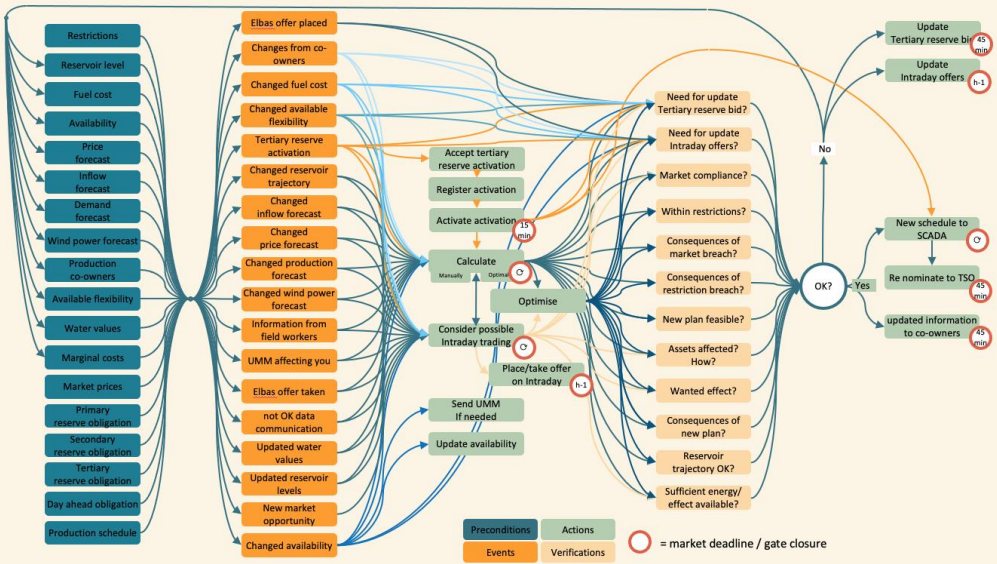 Restrictions
Reservoir level
Fuel cost
Availability
Price
forecast
Inflow
forecast
Demand
forecast
Wind power forecast
Production
co-owners
Available flexibility
Water values
Marginal costs
Market prices
Primary
reserve obligation
Secondary
reserve obligation
Tertiary
reserve obligation
Day ahead obligation
Production schedule
Elbas offer placed
Changes from co-
owners
Changed fuel cost
Changed available
flexibility
Tertiary reserve
activation
Changed reservoir
trajectory
Changed
inflow forecast
Changed
price forecast
Changed production
forecast
Changed wind power
forecast
Information from
field workers
UMM affecting you
Elbas offer taken
not OK data
communication
Updated water
values
Updated reservoir
levels
New market
opportunity
Changed availability
Accept tertiary
reserve activation
Register activation
Activate activation
15
min
Calculate
Manually
Optimise
Consider possible
Intraday trading
Place/take offer
on Intraday
h-1
Send UMM
If needed
Update availability
Need for update
Tertiary reserve bid?
Need for update
Intraday offers?
Market compliance?
Within restrictions?
Consequences of
market breach?
Consequences of
restriction breach?
New plan feasible?
Assets affected?
How?
Wanted effect?
Consequences of
new plan?
Reservoir
trajectory OK?
Sufficient energy/
effect available?
OK?
No
Yes
Update
Tertiary reserve
45
min
Update
Intraday offers
h-1
New schedule to
SCADA
Re nominate to TSO
45
min
updated information
to co-owners
45
min
Preconditions
Actions
Events
Verifications
= market deadline / gate closure